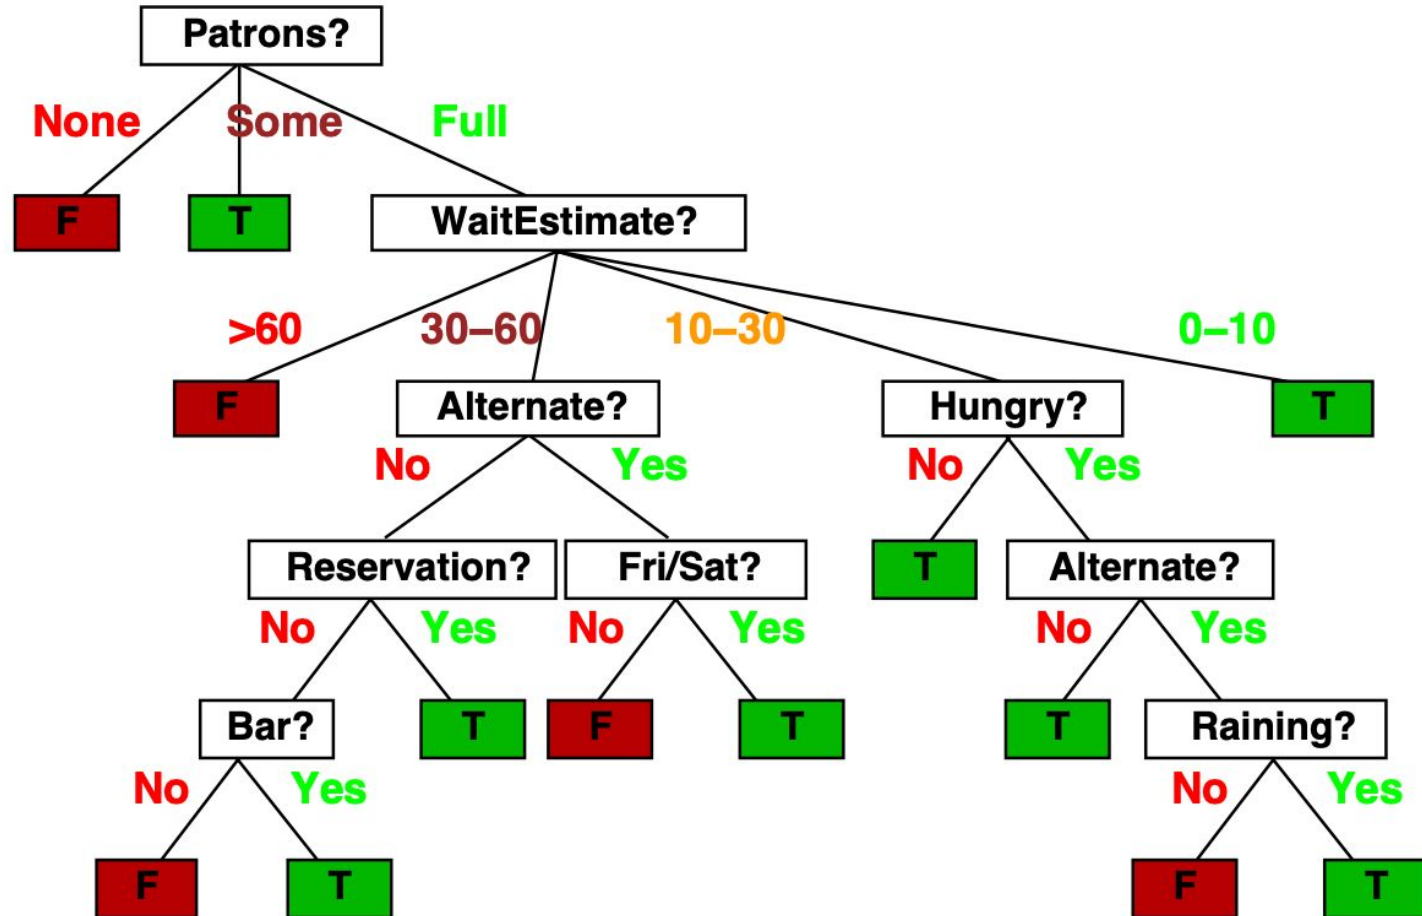 Patrons?
None Some Full
F T WaitEstimate?
>60 30–60 10–30 0–10
F Alternate? Hungry? T
No Yes No Yes
Reservation? Fri/Sat? T Alternate?
No Yes No Yes No Yes
Bar? T F T T Raining?
No Yes No Yes
F T F T